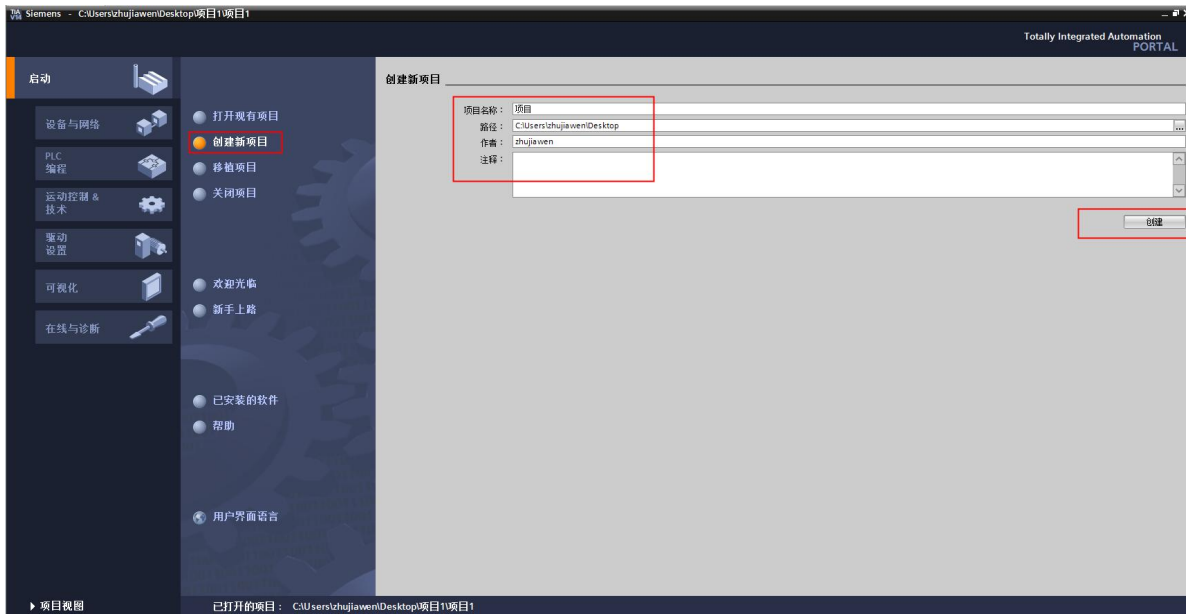 TIA V14 Siemens - C:\Users\zhujiawen\Desktop\项目1\项目1
Totally Integrated Automation
PORTAL
启动
设备与网络
PLC
编程
运动控制 &
技术
驱动
设置
可视化
在线与诊断
打开现有项目
创建新项目
移植项目
关闭项目
欢迎光临
新手上路
已安装的软件
帮助
用户界面语言
创建新项目
项目名称： 项目
路径： C:\Users\zhujiawen\Desktop
...
作者： zhujiawen
注释：
创建
项目视图
已打开的项目： C:\Users\zhujiawen\Desktop\项目1\项目1